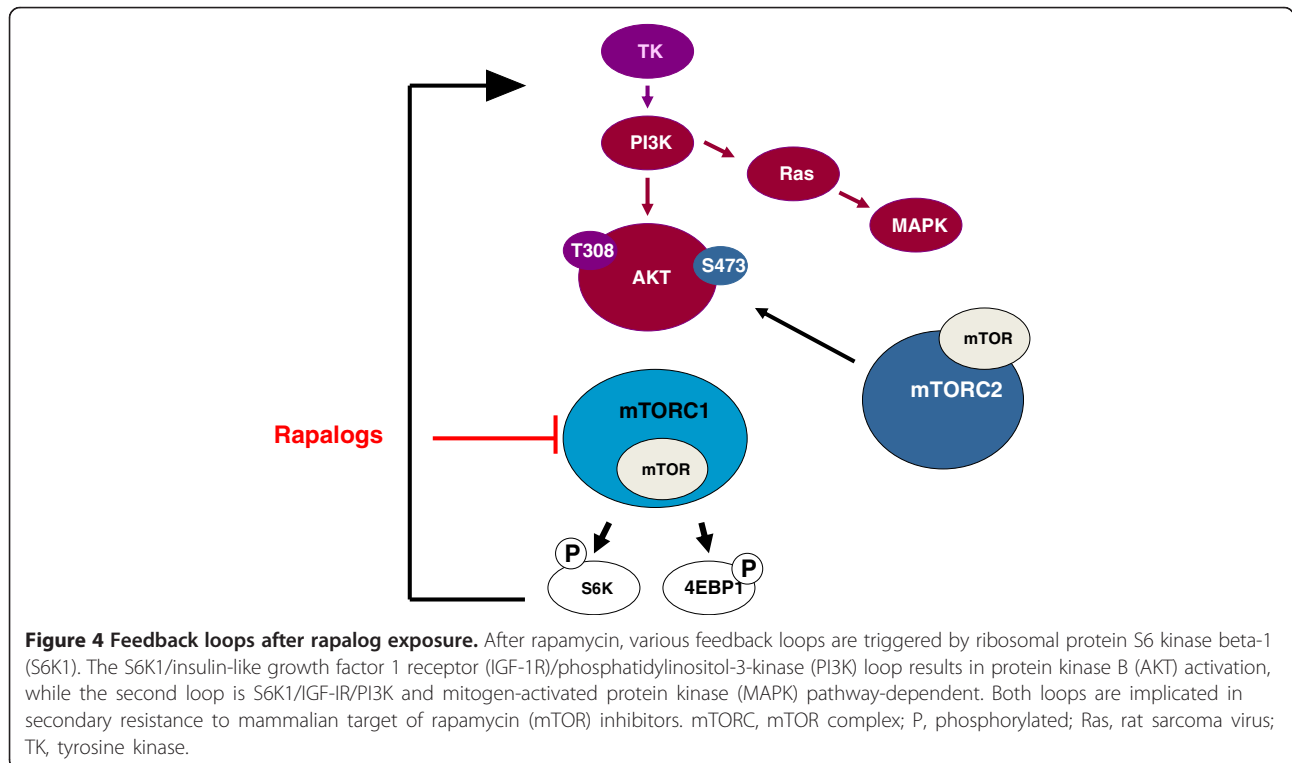 TK
PI3K
Ras
MAPK
T308
S473
AKT
mTOR
mTORC2
mTORC1
Rapalogs
mTOR
P
P
S6K
4EBP1
Figure 4 Feedback loops after rapalog exposure. After rapamycin, various feedback loops are triggered by ribosomal protein S6 kinase beta-1
(S6K1). The S6K1/insulin-like growth factor 1 receptor (IGF-1R)/phosphatidylinositol-3-kinase (PI3K) loop results in protein kinase B (AKT) activation,
while the second loop is S6K1/IGF-IR/PI3K and mitogen-activated protein kinase (MAPK) pathway-dependent. Both loops are implicated in
secondary resistance to mammalian target of rapamycin (mTOR) inhibitors. mTORC, mTOR complex; P, phosphorylated; Ras, rat sarcoma virus;
TK, tyrosine kinase.